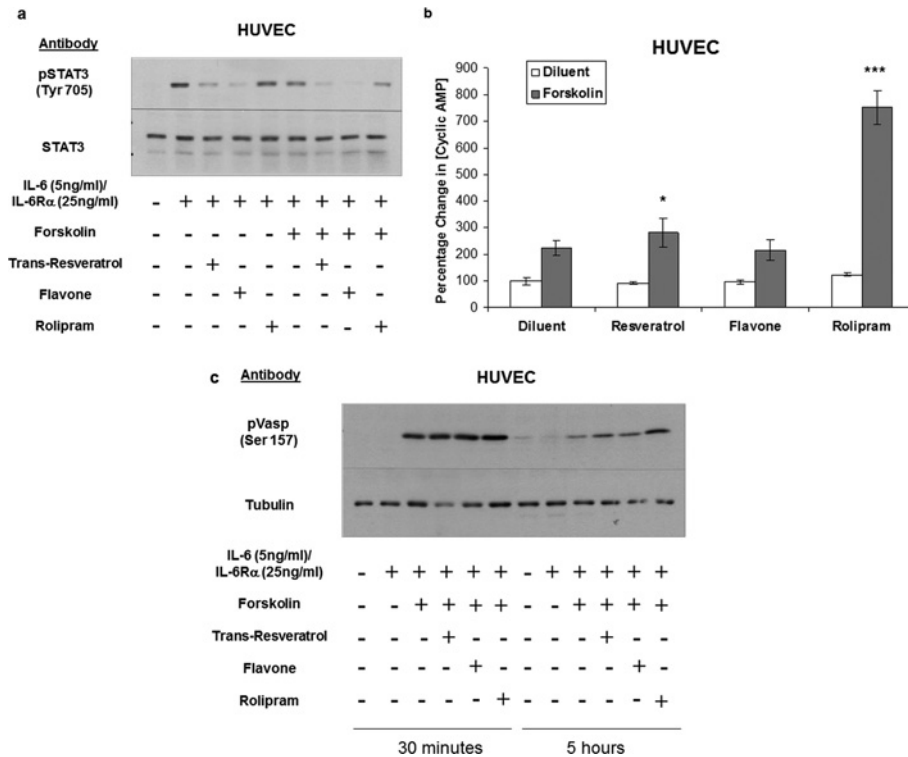 a
HUVEC
Antibody
pSTAT3
(Tyr 705)
STAT3
IL-6 (5ng/ml)/
IL-6Rα (25ng/ml) - + + + + + + + +
Forskolin - - - - - + + + +
Trans-Resveratrol - - + - - - + - -
Flavone - - - + - - - + -
Rolipram - - - - + - - - +
b
HUVEC
Percentage Change in [Cyclic AMP]
900
800
700
600
500
400
300
200
100
0
Diluent
Forskolin
*
***
Diluent Resveratrol Flavone Rolipram
c
Antibody
HUVEC
pVasp
(Ser 157)
Tubulin
IL-6 (5ng/ml)/
IL-6Rα (25ng/ml) - + + + + + - + + + + +
Forskolin - - + + + + - - + + + +
Trans-Resveratrol - - - + - - - - - + - -
Flavone - - - - + - - - - - + -
Rolipram - - - - - + - - - - - +
30 minutes 5 hours